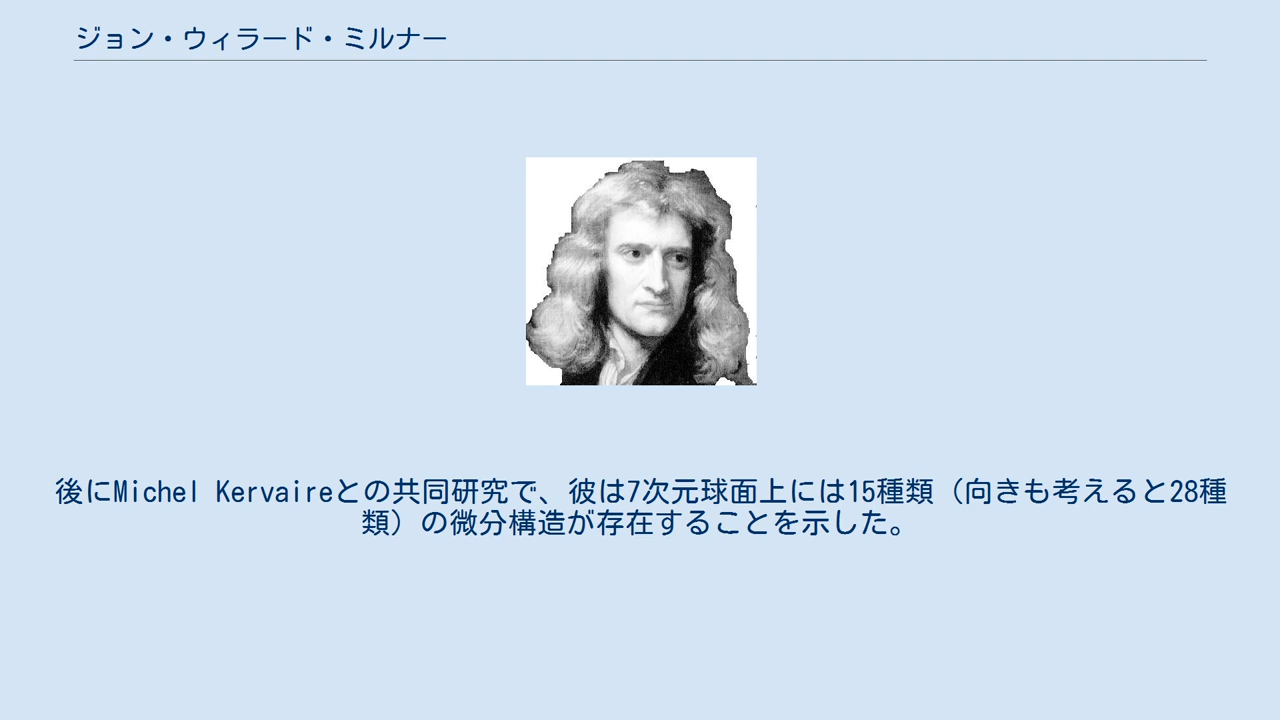 ジョン・ウィラード・ミルナー
後にMichel Kervaireとの共同研究で、彼は7次元球面上には15種類（向きも考えると28種
類）の微分構造が存在することを示した。